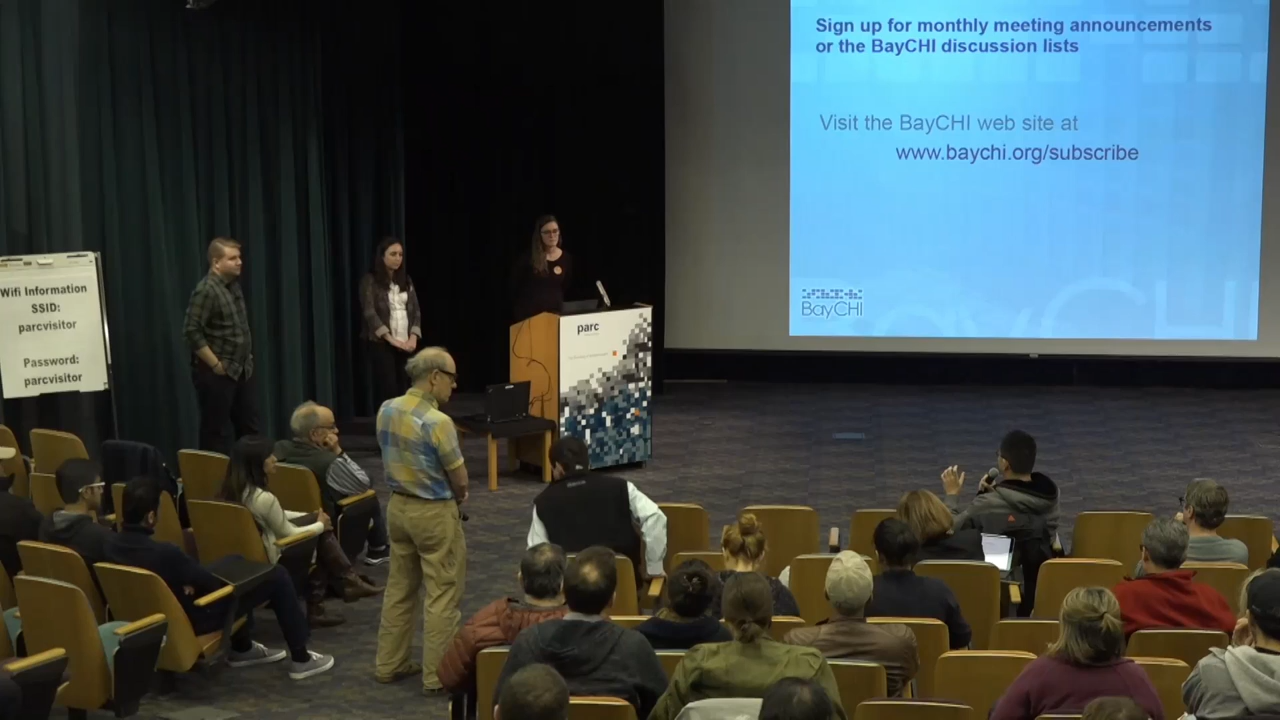 Sign up for monthly meeting announcements
or the BayCHI discussion lists
Visit the BayCHI web site at
www.baychi.org/subscribe
BayCHI
BayCHI
Wifi Information
SSID:
parcvisitor
Password:
parcvisitor
parc